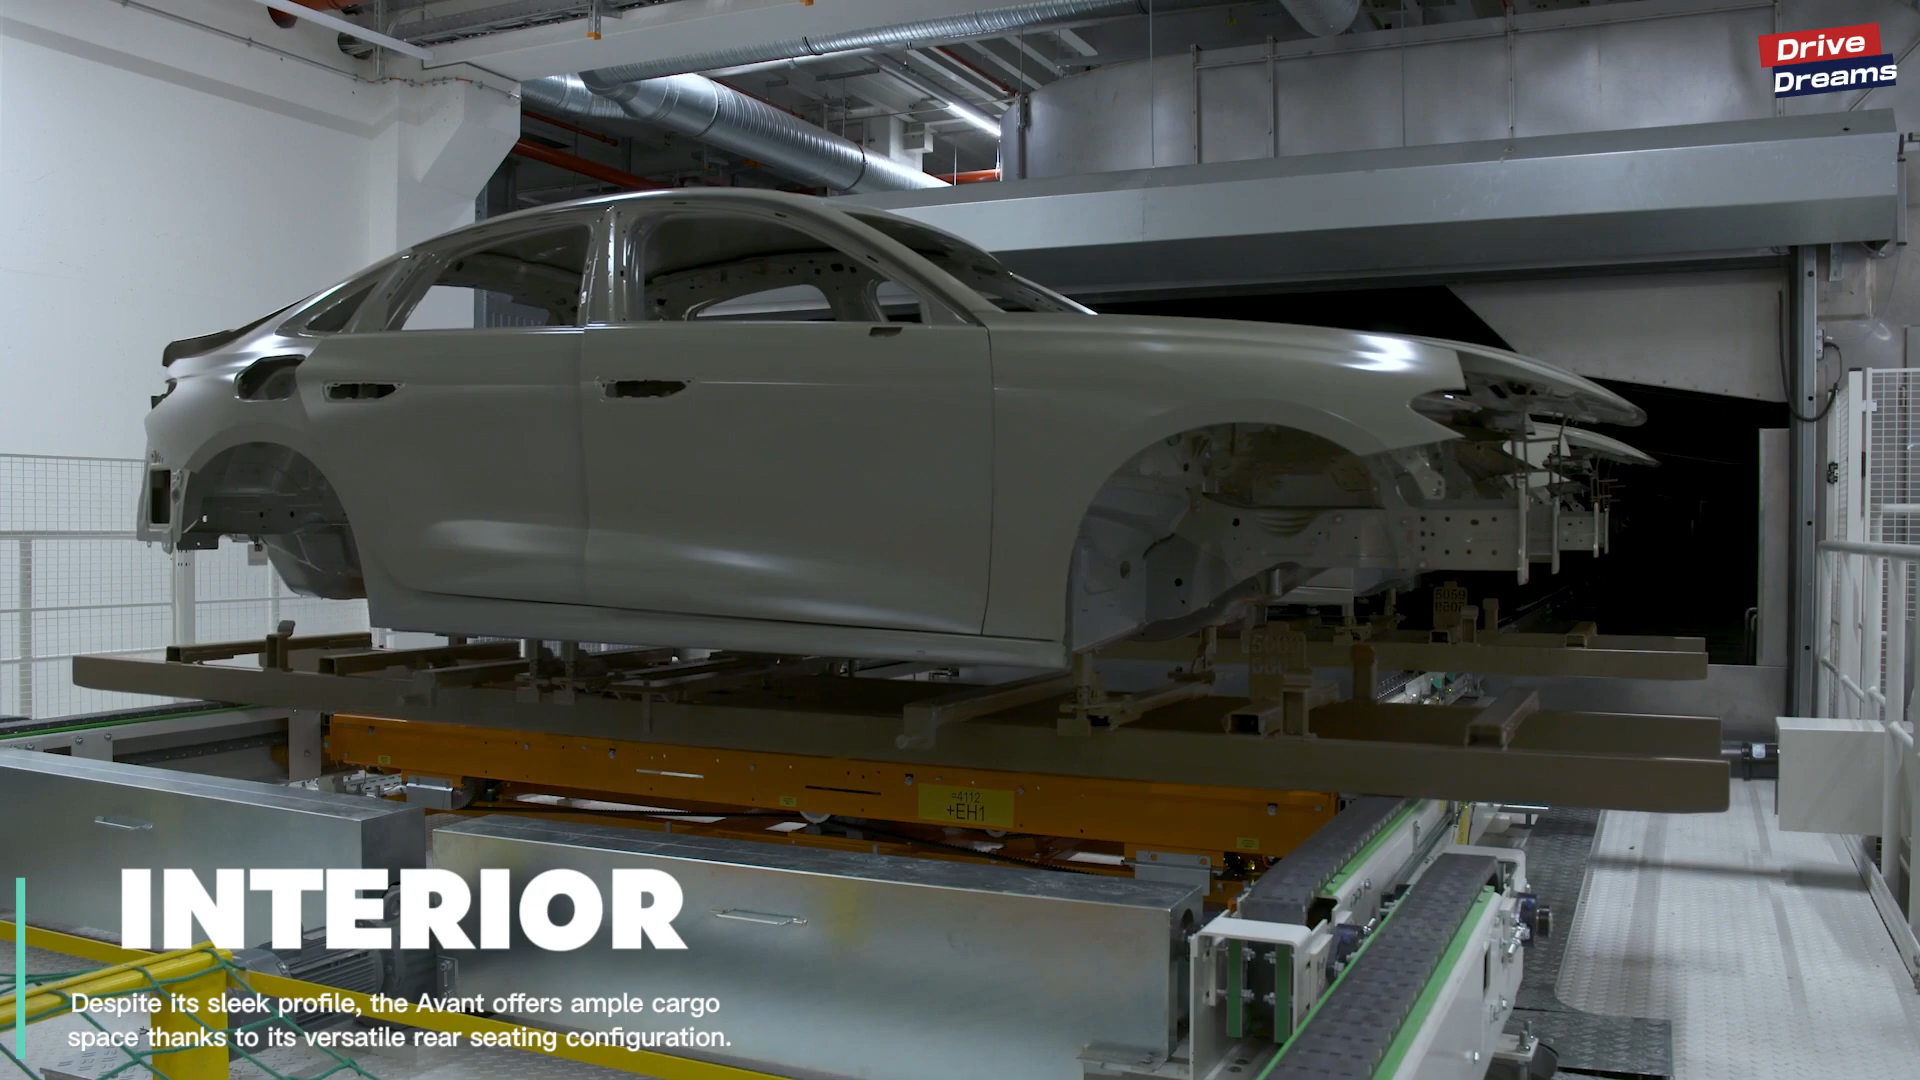 Drive
Dreams
=4112
+EH1
INTERIOR
Despite its sleek profile, the Avant offers ample cargo
space thanks to its versatile rear seating configuration.